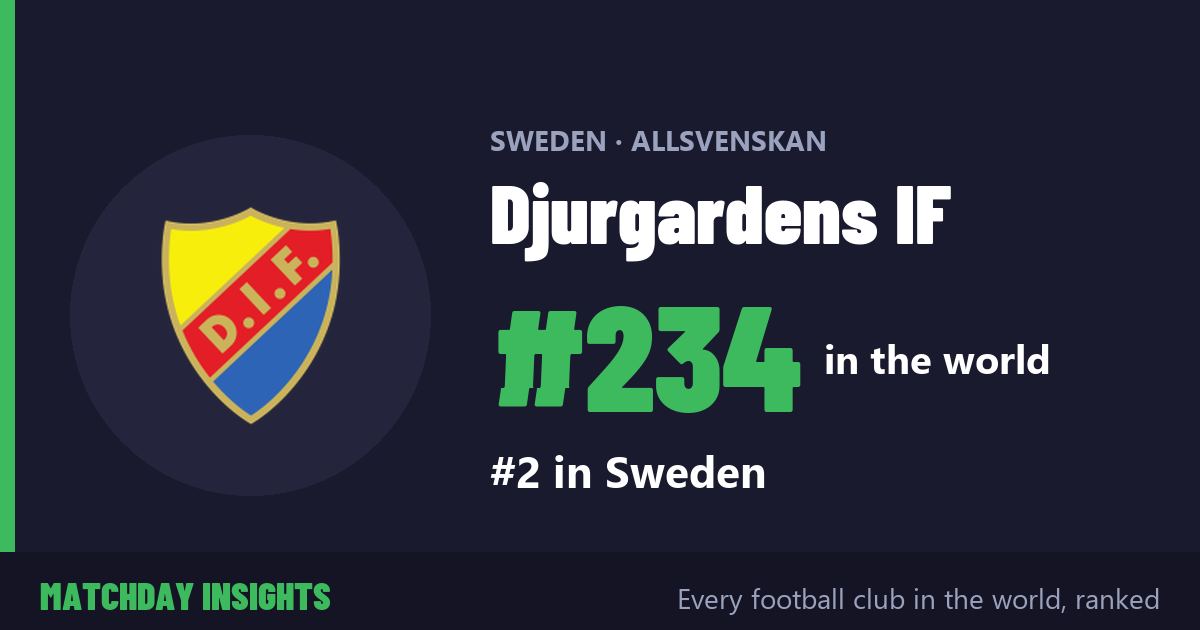 SWEDEN · ALLSVENSKAN
Djurgardens IF
D.I.F.
#234 in the world
#2 in Sweden
MATCHDAY INSIGHTS
Every football club in the world, ranked